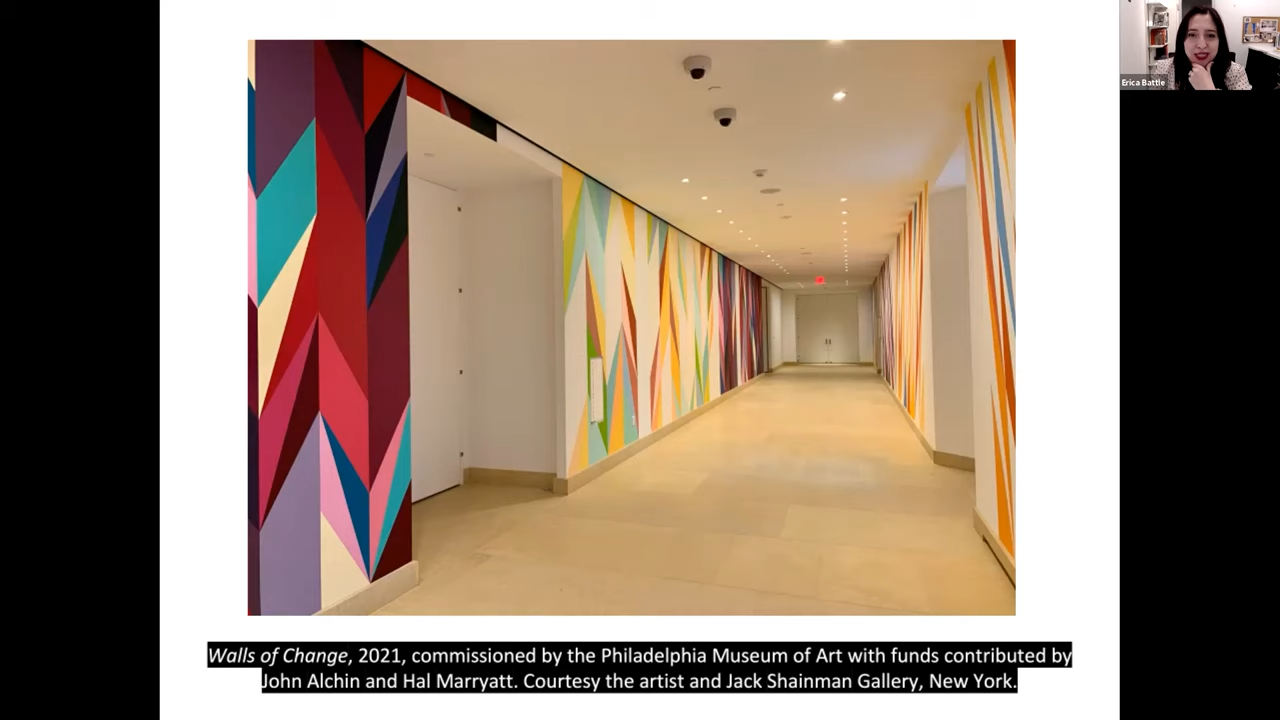 Erica Battle
Walls of Change, 2021, commissioned by the Philadelphia Museum of Art with funds contributed by
John Alchin and Hal Marryatt. Courtesy the artist and Jack Shainman Gallery, New York.